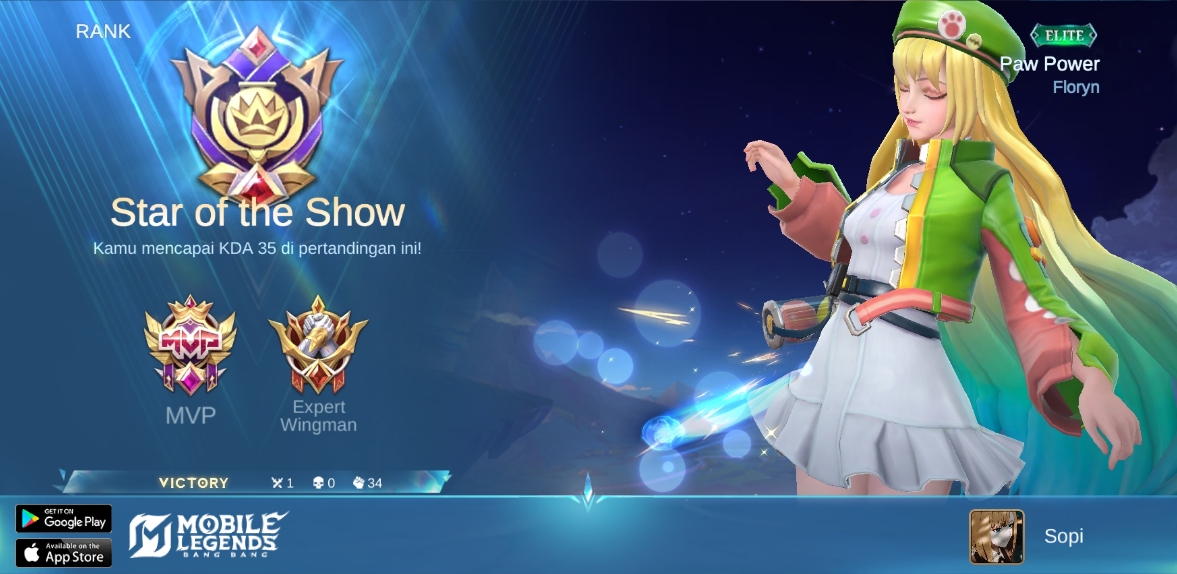 RANK
ELITE
Paw Power
Floryn
Star of the Show
Kamu mencapai KDA 35 di pertandingan ini!
MVP
MVP
Expert
Wingman
VICTORY 1 0 34
GET IT ON
Google Play
Available on the
App Store
MOBILE
LEGENDS
BANG BANG
Sopi